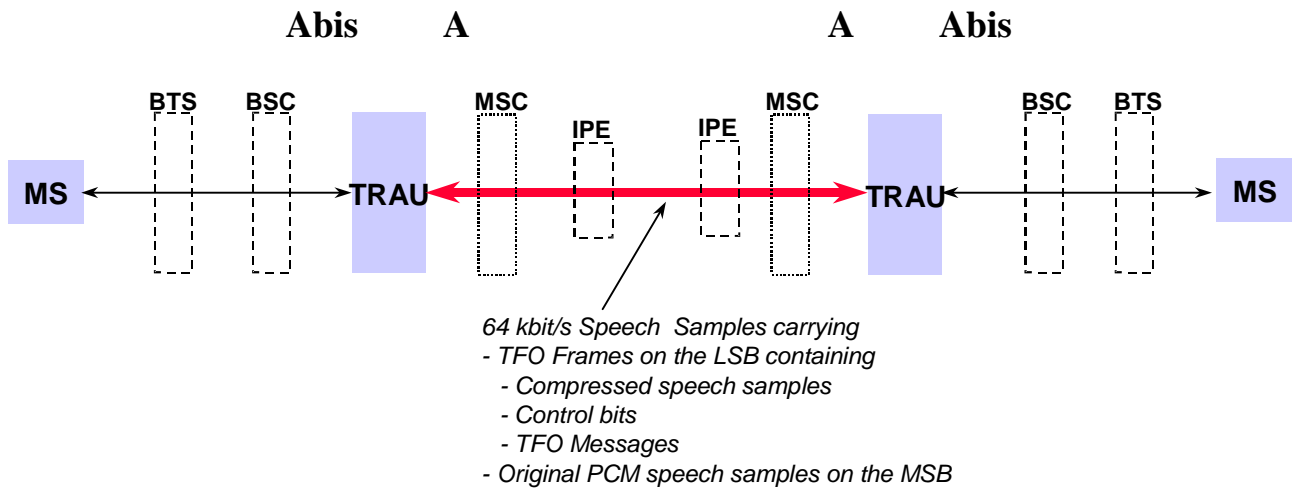 Abis A A Abis
BTS BSC MSC IPE IPE MSC BSC BTS
MS TRAU TRAU MS
64 kbit/s Speech Samples carrying
- TFO Frames on the LSB containing
- Compressed speech samples
- Control bits
- TFO Messages
- Original PCM speech samples on the MSB